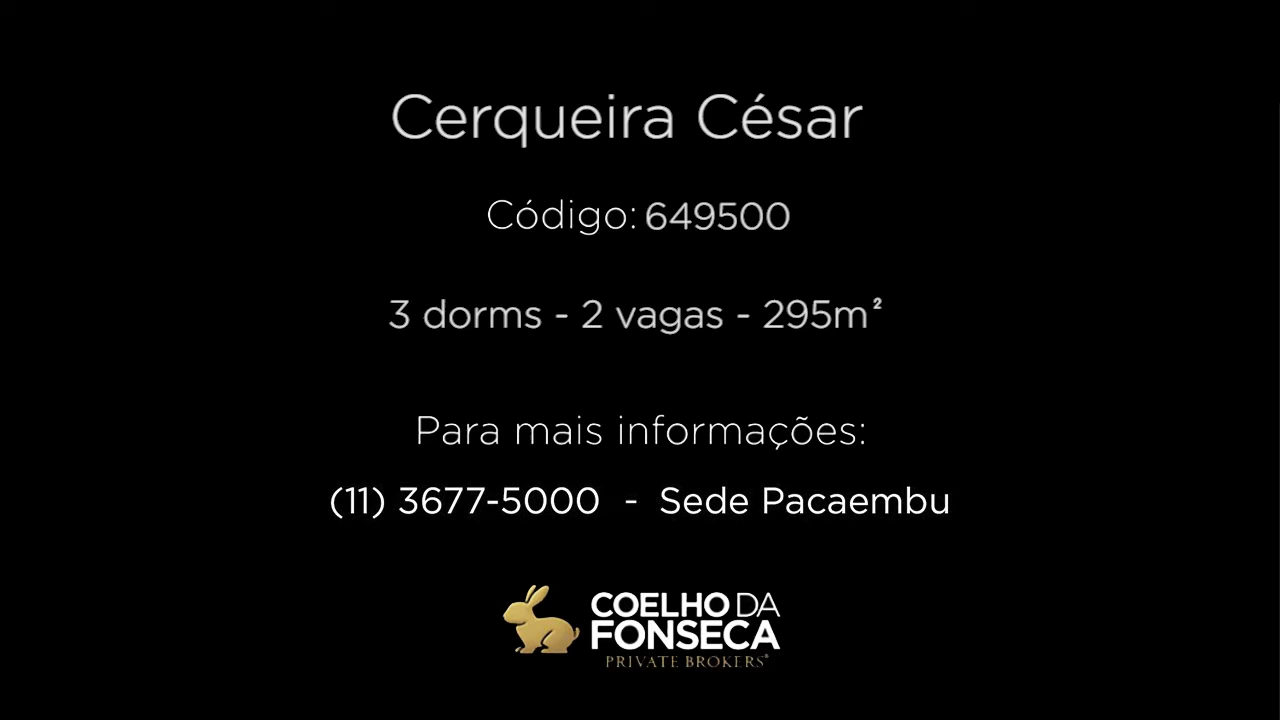 Cerqueira César
Código: 649500
3 dorms - 2 vagas - 295m²
Para mais informações:
(11) 3677-5000 - Sede Pacaembu
COELHO DA
FONSECA
PRIVATE BROKERS®